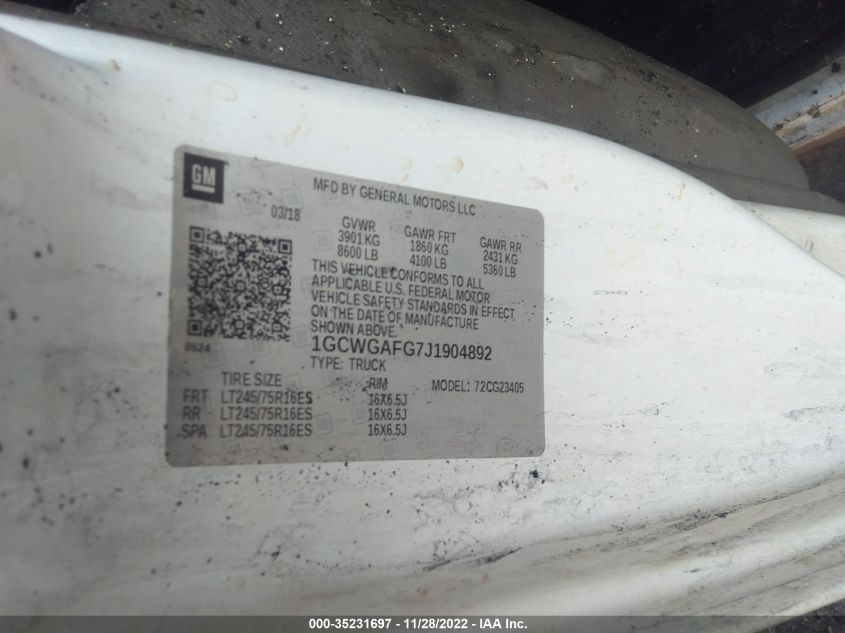 GM
MFD BY GENERAL MOTORS LLC
03/18
GVWR GAWR FRT GAWR RR
3901 KG 1860 KG 2431 KG
8600 LB 4100 LB 5360 LB
THIS VEHICLE CONFORMS TO ALL
APPLICABLE U.S. FEDERAL MOTOR
VEHICLE SAFETY STANDARDS IN EFFECT
ON THE DATE OF MANUFACTURE
SHOWN ABOVE.
8624
1GCWGAFG7J1904892
TYPE: TRUCK
TIRE SIZE RIM MODEL: 72CG23405
FRT LT245/75R16ES 16X6.5J
RR LT245/75R16ES 16X6.5J
SPA LT245/75R16ES 16X6.5J
000-35231697 - 11/28/2022 - IAA Inc.